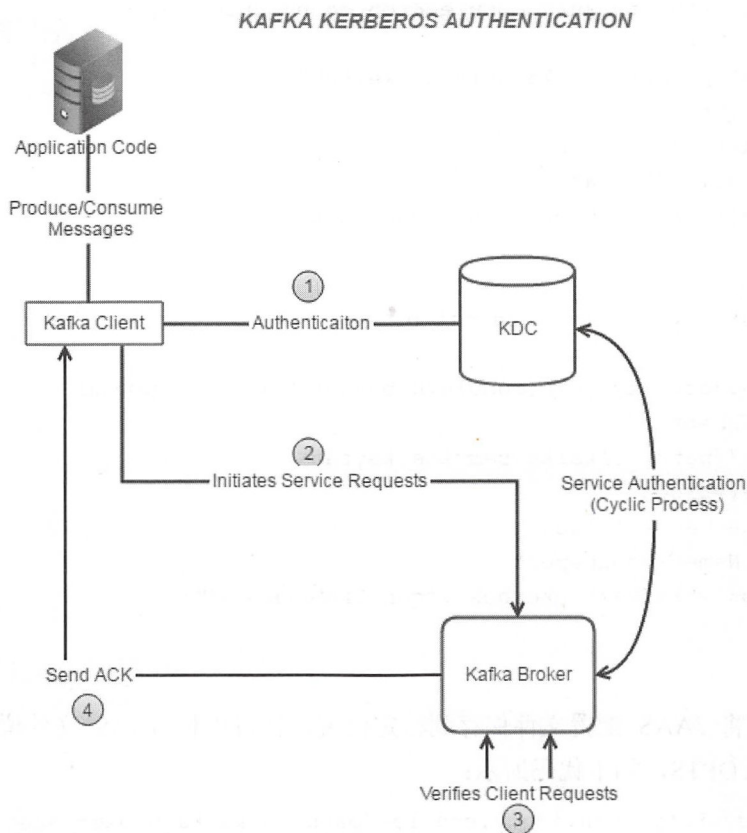 KAFKA KERBEROS AUTHENTICATION
Application Code
Produce/Consume
Messages
1
Kafka Client
Authenticaiton
KDC
2
Initiates Service Requests
Service Authentication
(Cyclic Process)
Send ACK
Kafka Broker
4
Verifies Client Requests
3